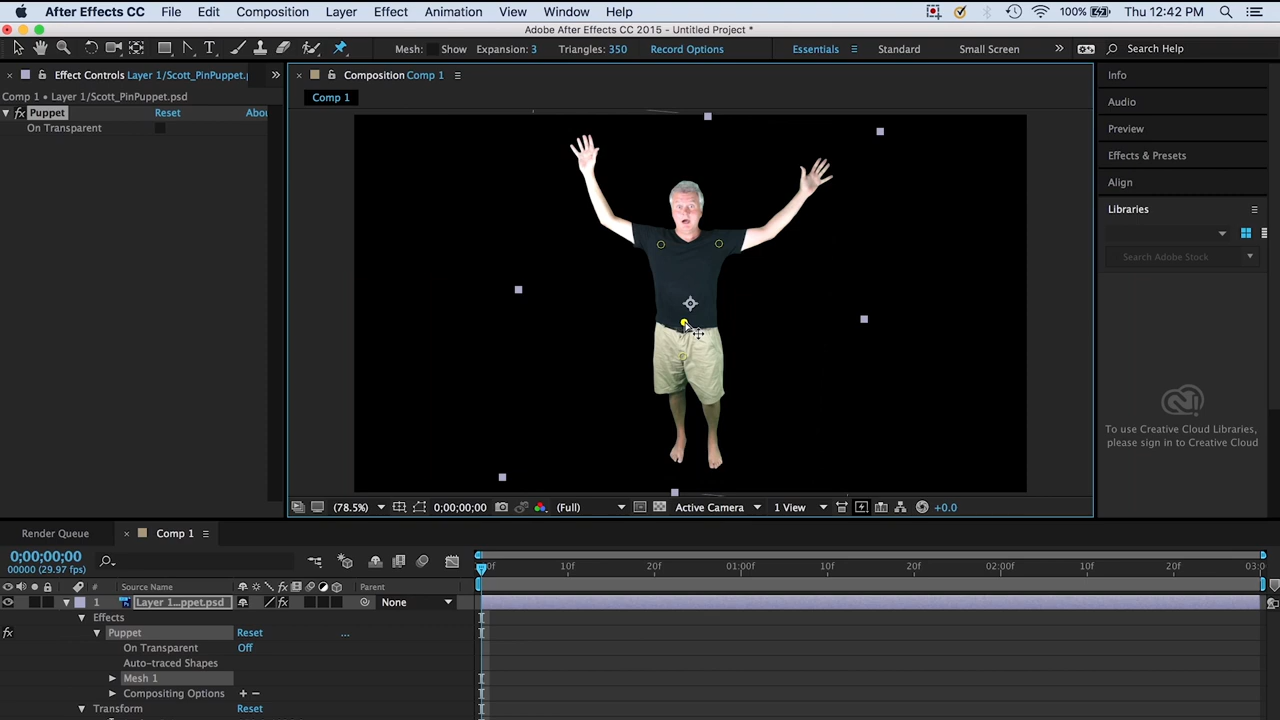 After Effects CC File Edit Composition Layer Effect Animation View Window Help 100% Thu 12:42 PM
Adobe After Effects CC 2015 - Untitled Project *
Mesh: Show Expansion: 3 Triangles: 350 Record Options Essentials Standard Small Screen Search Help
Effect Controls Layer 1/Scott_PinPuppet.
Composition Comp 1
Info
Comp 1 • Layer 1/Scott_PinPuppet.psd
Comp 1
Audio
fx Puppet Reset Abou
On Transparent
Preview
Effects & Presets
Align
Libraries
Search Adobe Stock
To use Creative Cloud Libraries,
please sign in to Creative Cloud
(78.5%) 0;00;00;00 (Full) Active Camera 1 View +0.0
Render Queue Comp 1
0;00;00;00
00000 (29.97 fps)
00f 10f 20f 01:00f 10f 20f 02:00f 10f 20f 03:0
# Source Name fx Parent
1 Layer 1...ppet.psd fx None
Effects
fx Puppet Reset ...
On Transparent Off
Auto-traced Shapes
Mesh 1
Compositing Options + −
Transform Reset